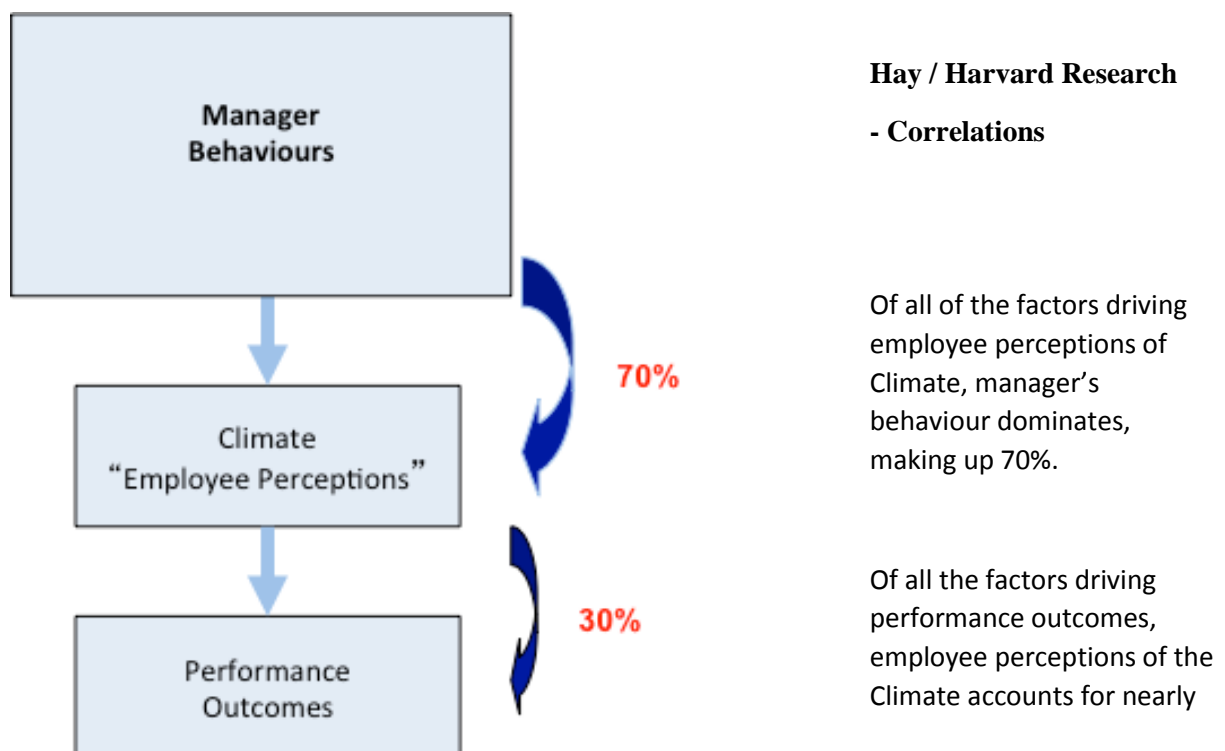 Manager
Behaviours
70%
Climate
“Employee Perceptions”
30%
Performance
Outcomes
Hay / Harvard Research
- Correlations
Of all of the factors driving
employee perceptions of
Climate, manager’s
behaviour dominates,
making up 70%.
Of all the factors driving
performance outcomes,
employee perceptions of the
Climate accounts for nearly